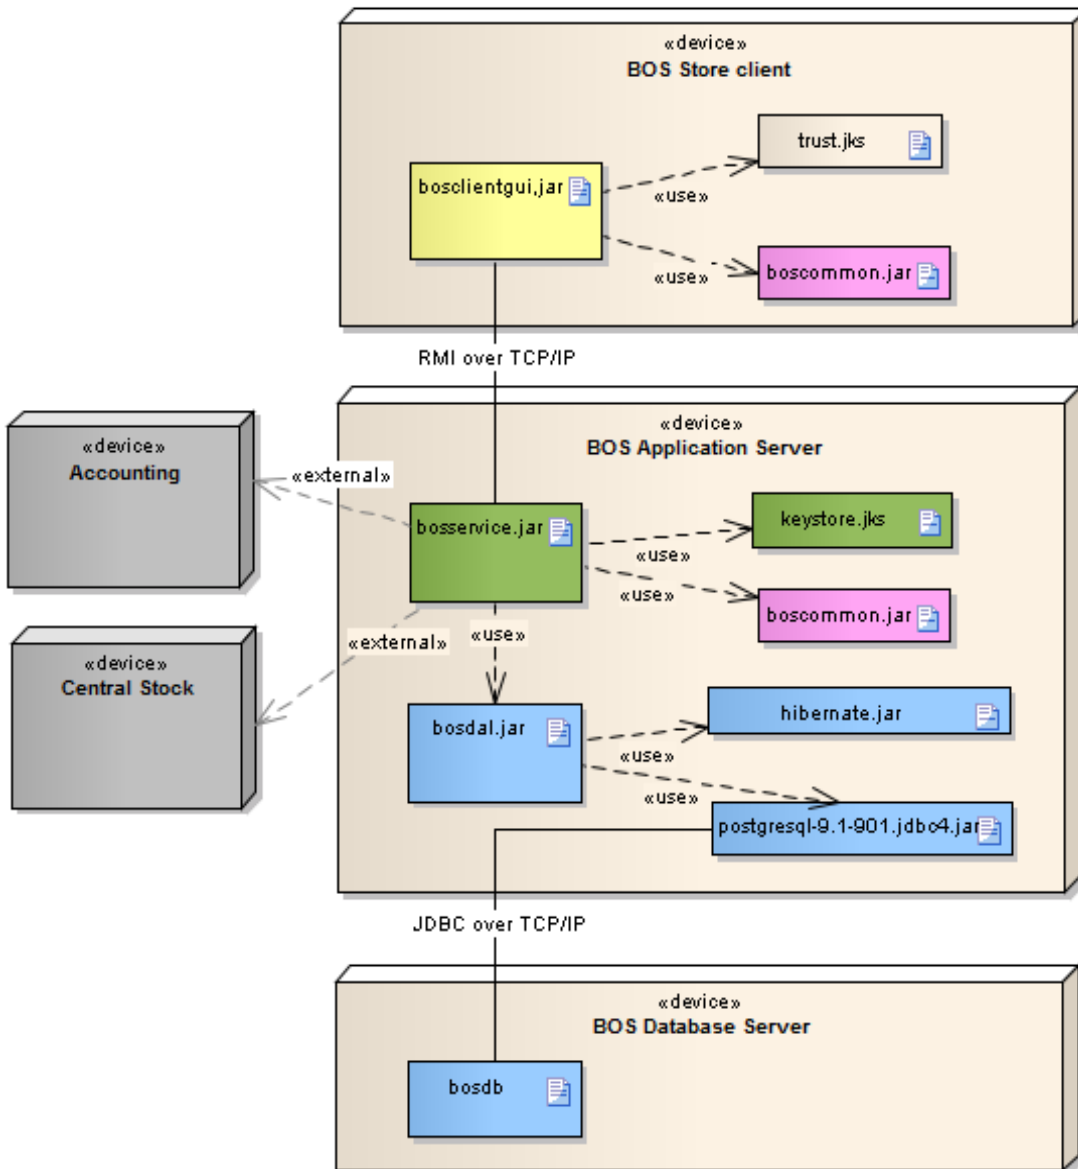 «device»
BOS Store client
trust.jks
bosclientgui,jar
«use»
boscommon.jar
«use»
RMI over TCP/IP
«device»
BOS Application Server
«device»
Accounting
«external»
keystore.jks
bosservice.jar
«use»
«use»
boscommon.jar
«external»
«use»
«device»
Central Stock
hibernate.jar
bosdal.jar
«use»
«use»
postgresql-9.1-901.jdbc4.jar
JDBC over TCP/IP
«device»
BOS Database Server
bosdb